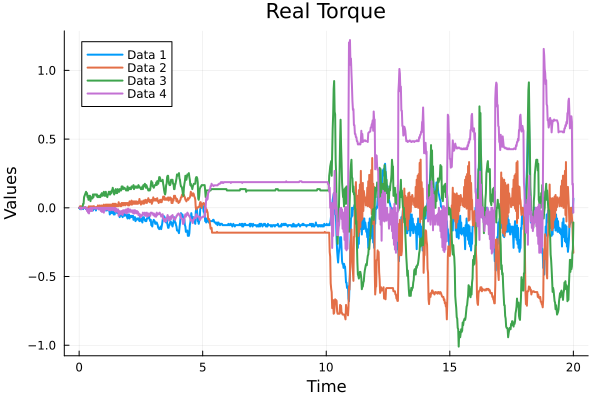 Real Torque
Data 1
Data 2
Data 3
Data 4
1.0
0.5
0.0
−0.5
−1.0
Values
0 5 10 15 20
Time